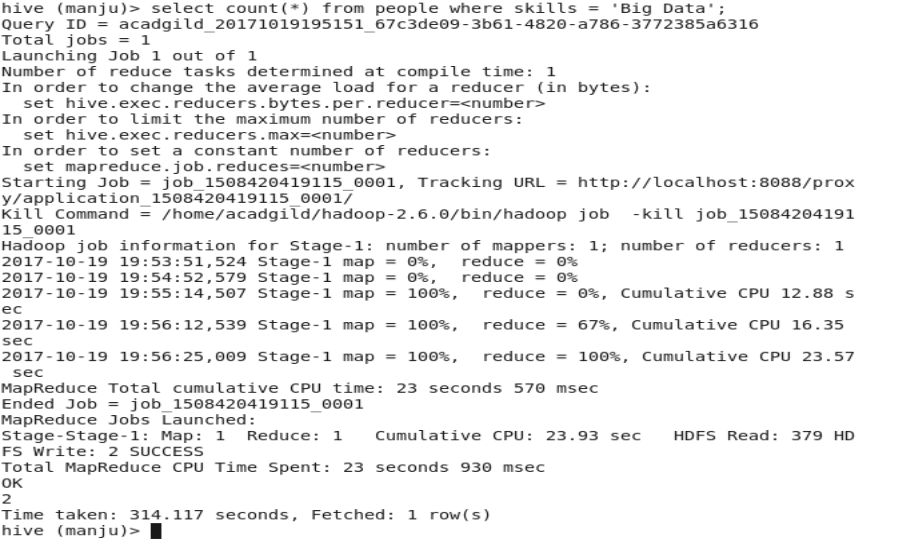 hive (manju)> select count(*) from people where skills = 'Big Data';
Query ID = acadgild_20171019195151_67c3de09-3b61-4820-a786-3772385a6316
Total jobs = 1
Launching Job 1 out of 1
Number of reduce tasks determined at compile time: 1
In order to change the average load for a reducer (in bytes):
  set hive.exec.reducers.bytes.per.reducer=<number>
In order to limit the maximum number of reducers:
  set hive.exec.reducers.max=<number>
In order to set a constant number of reducers:
  set mapreduce.job.reduces=<number>
Starting Job = job_1508420419115_0001, Tracking URL = http://localhost:8088/prox
y/application_1508420419115_0001/
Kill Command = /home/acadgild/hadoop-2.6.0/bin/hadoop job  -kill job_15084204191
15_0001
Hadoop job information for Stage-1: number of mappers: 1; number of reducers: 1
2017-10-19 19:53:51,524 Stage-1 map = 0%,  reduce = 0%
2017-10-19 19:54:52,579 Stage-1 map = 0%,  reduce = 0%
2017-10-19 19:55:14,507 Stage-1 map = 100%,  reduce = 0%, Cumulative CPU 12.88 s
ec
2017-10-19 19:56:12,539 Stage-1 map = 100%,  reduce = 67%, Cumulative CPU 16.35
sec
2017-10-19 19:56:25,009 Stage-1 map = 100%,  reduce = 100%, Cumulative CPU 23.57
 sec
MapReduce Total cumulative CPU time: 23 seconds 570 msec
Ended Job = job_1508420419115_0001
MapReduce Jobs Launched:
Stage-Stage-1: Map: 1  Reduce: 1   Cumulative CPU: 23.93 sec   HDFS Read: 379 HD
FS Write: 2 SUCCESS
Total MapReduce CPU Time Spent: 23 seconds 930 msec
OK
2
Time taken: 314.117 seconds, Fetched: 1 row(s)
hive (manju)>